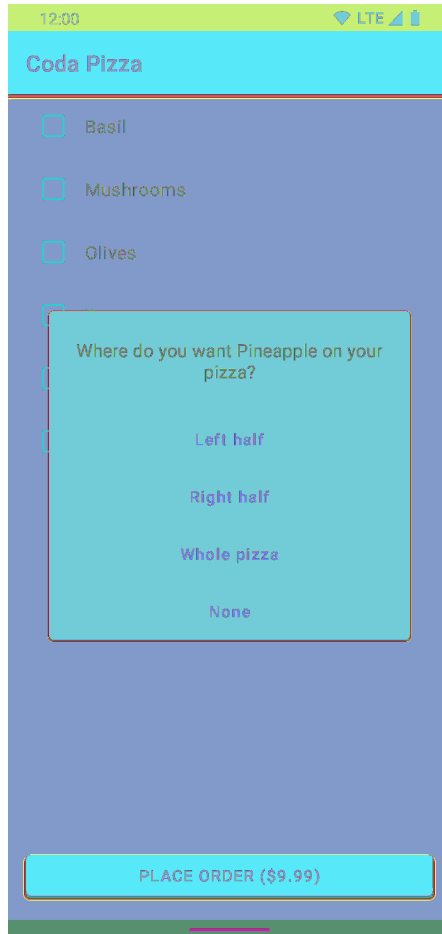 12:00 LTE
Coda Pizza
Basil
Mushrooms
Olives
Where do you want Pineapple on your
pizza?
Left half
Right half
Whole pizza
None
PLACE ORDER ($9.99)